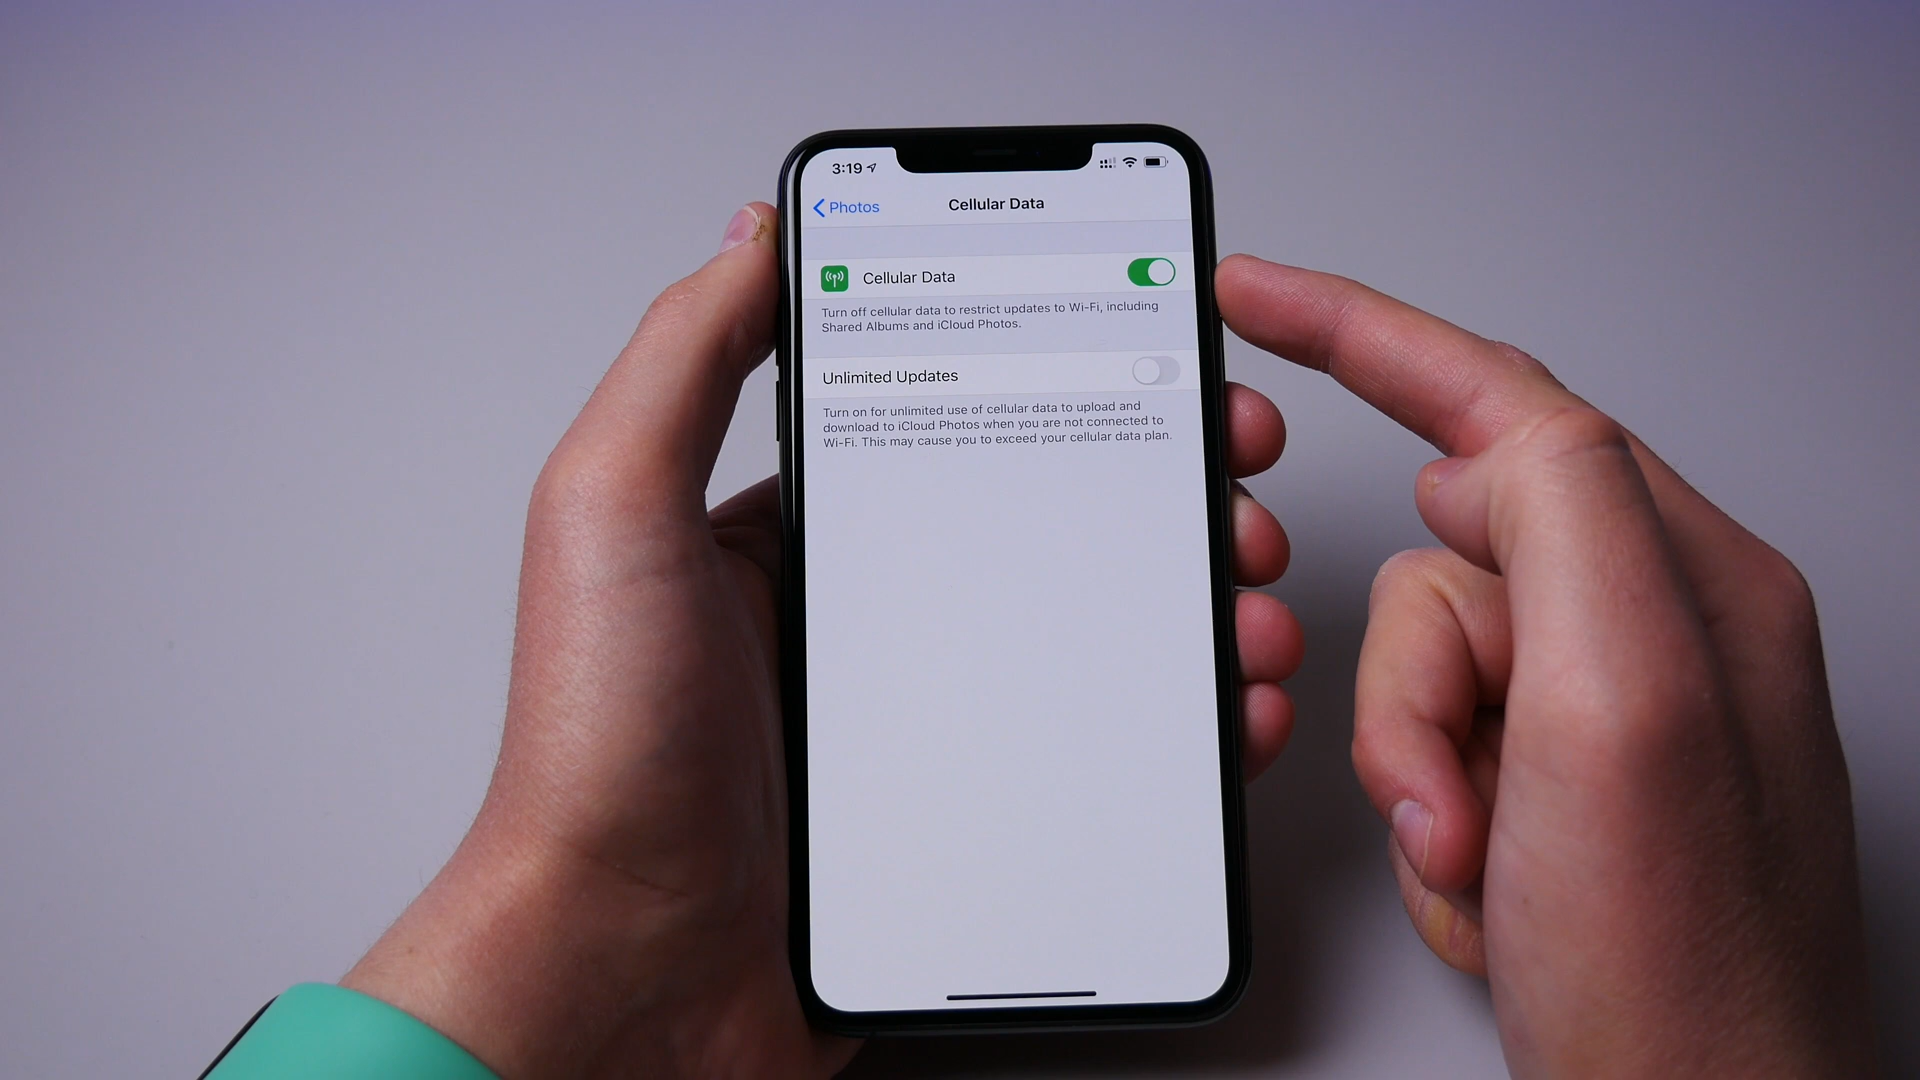 3:19
Photos
Cellular Data
Cellular Data
Turn off cellular data to restrict updates to Wi-Fi, including
Shared Albums and iCloud Photos.
Unlimited Updates
Turn on for unlimited use of cellular data to upload and
download to iCloud Photos when you are not connected to
Wi-Fi. This may cause you to exceed your cellular data plan.